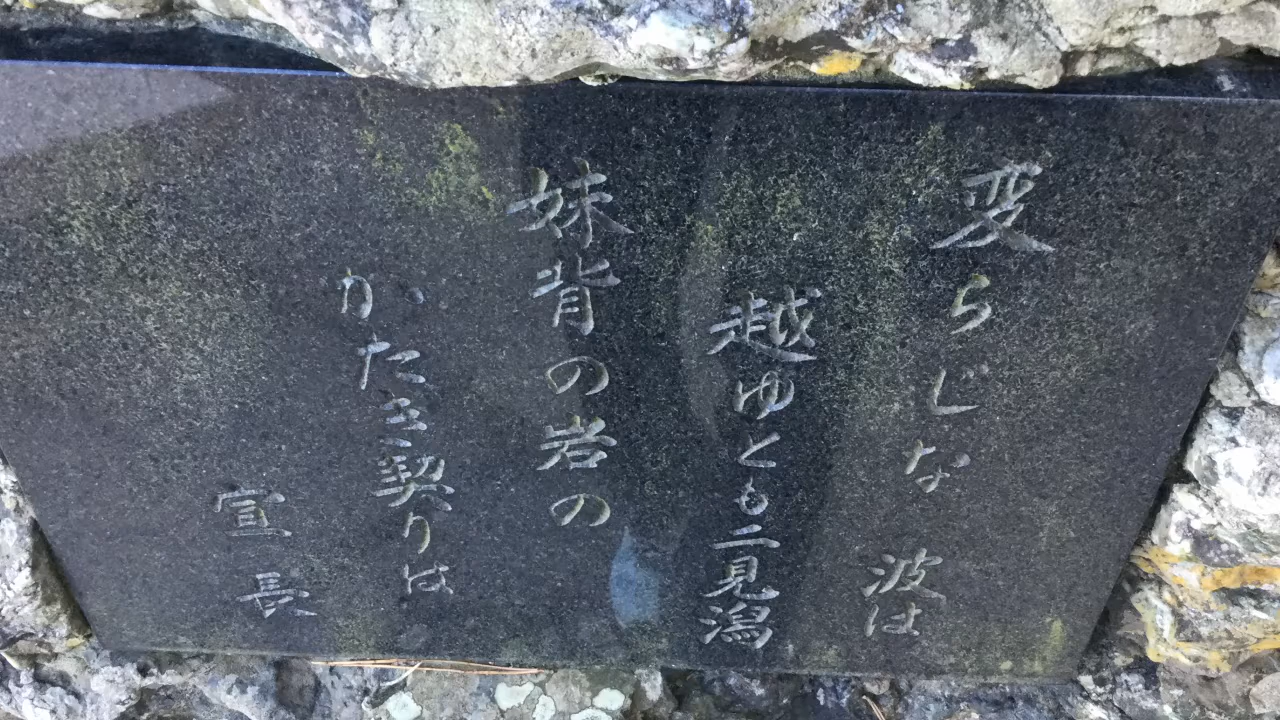 変らじな 波は
越ゆとも二見潟
妹背の岩の
かたき契りは
宣長